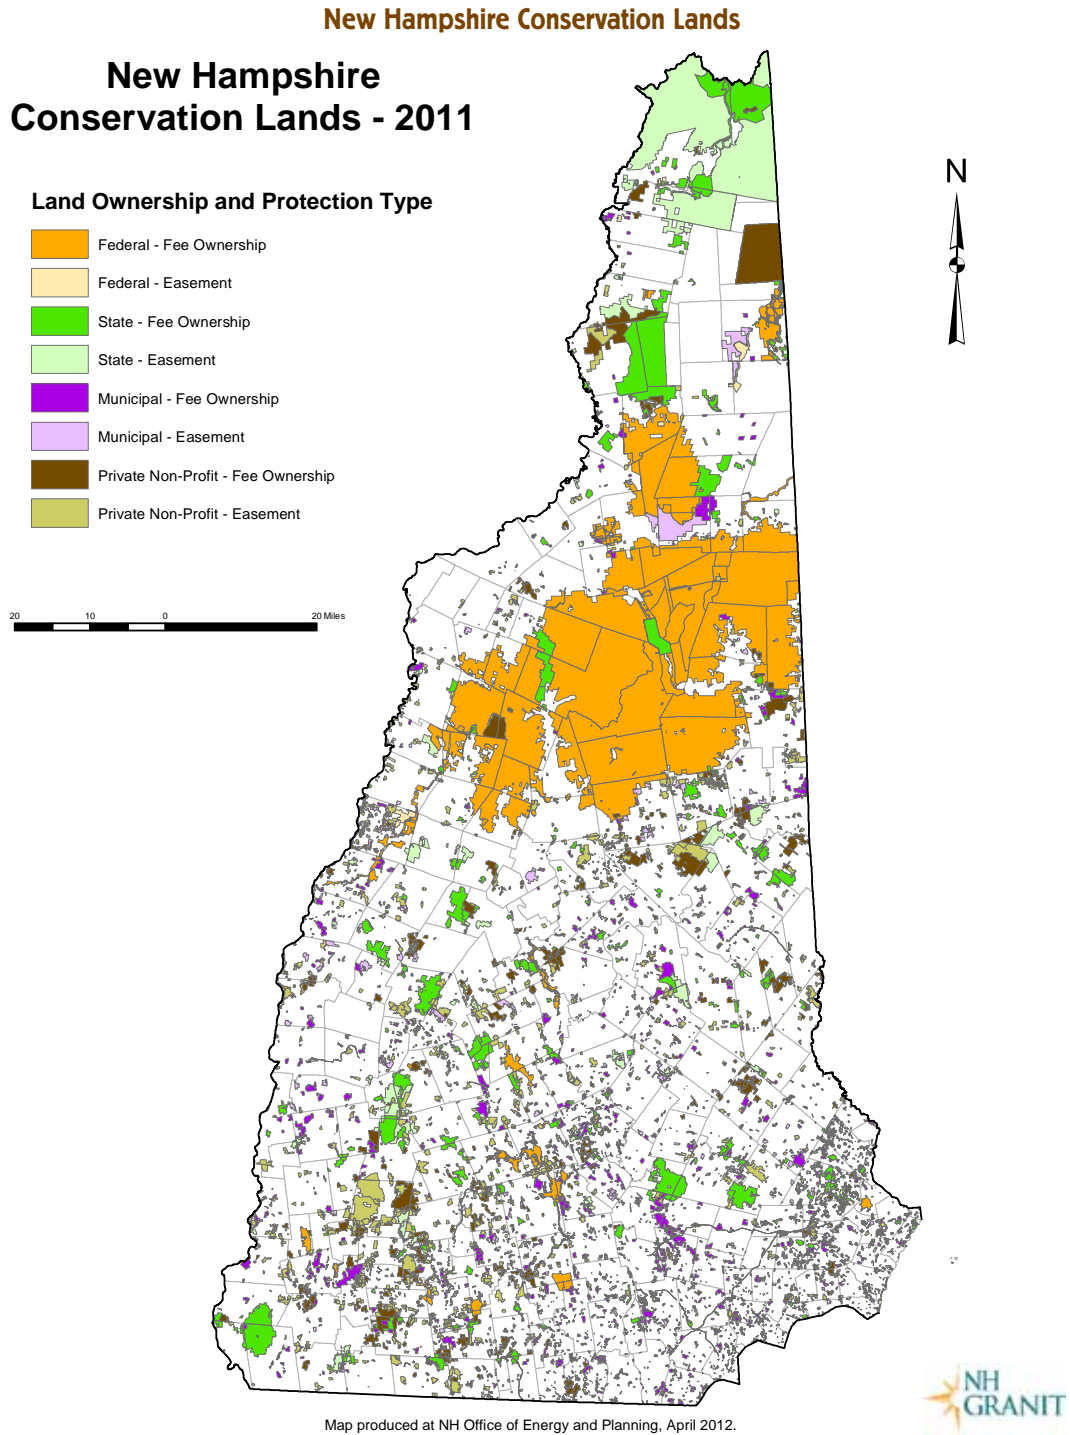 New Hampshire Conservation Lands
New Hampshire
Conservation Lands - 2011
N
Land Ownership and Protection Type
Federal - Fee Ownership
Federal - Easement
State - Fee Ownership
State - Easement
Municipal - Fee Ownership
Municipal - Easement
Private Non-Profit - Fee Ownership
Private Non-Profit - Easement
20 10 0 20 Miles
NH
GRANIT
Map produced at NH Office of Energy and Planning, April 2012.